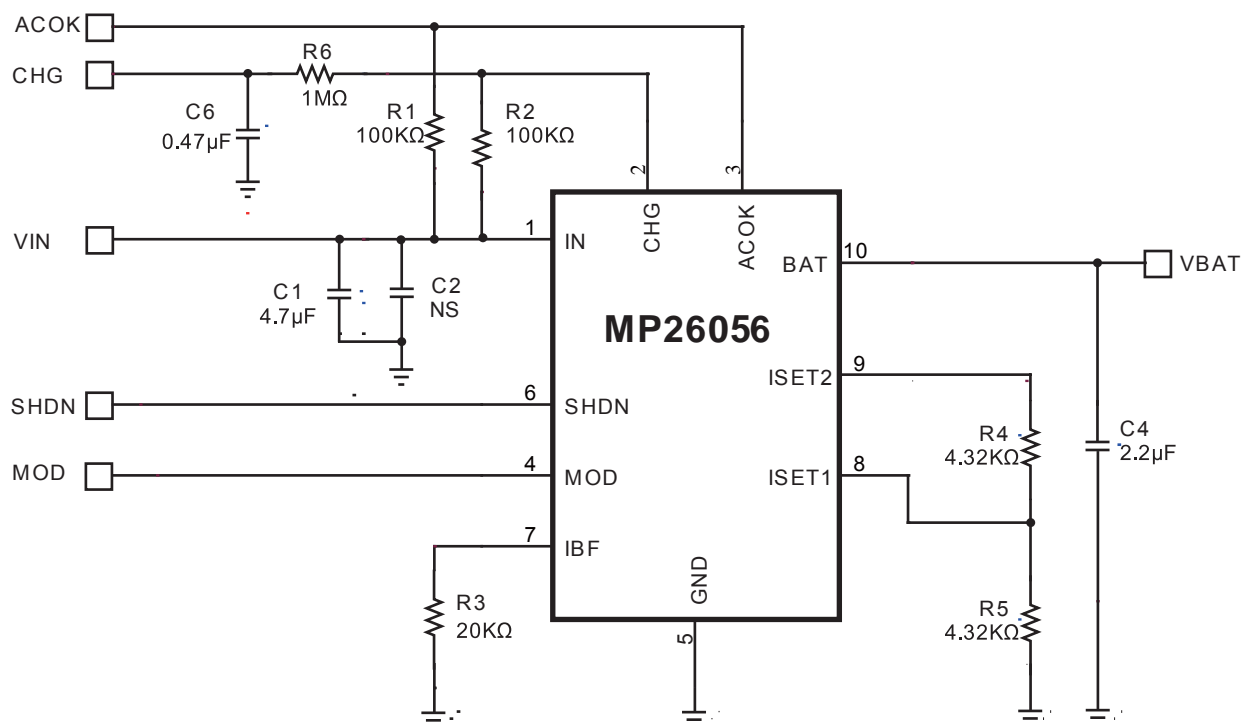 ACOK
CHG
R6
1MΩ
C6
0.47µF
R1
100KΩ
R2
100KΩ
2
3
CHG
ACOK
VIN
1
IN
10
BAT
VBAT
C1
4.7µF
C2
NS
MP26056
9
ISET2
SHDN
6
SHDN
R4
4.32KΩ
C4
2.2µF
MOD
4
MOD
8
ISET1
7
IBF
R3
20KΩ
GND
5
R5
4.32KΩ